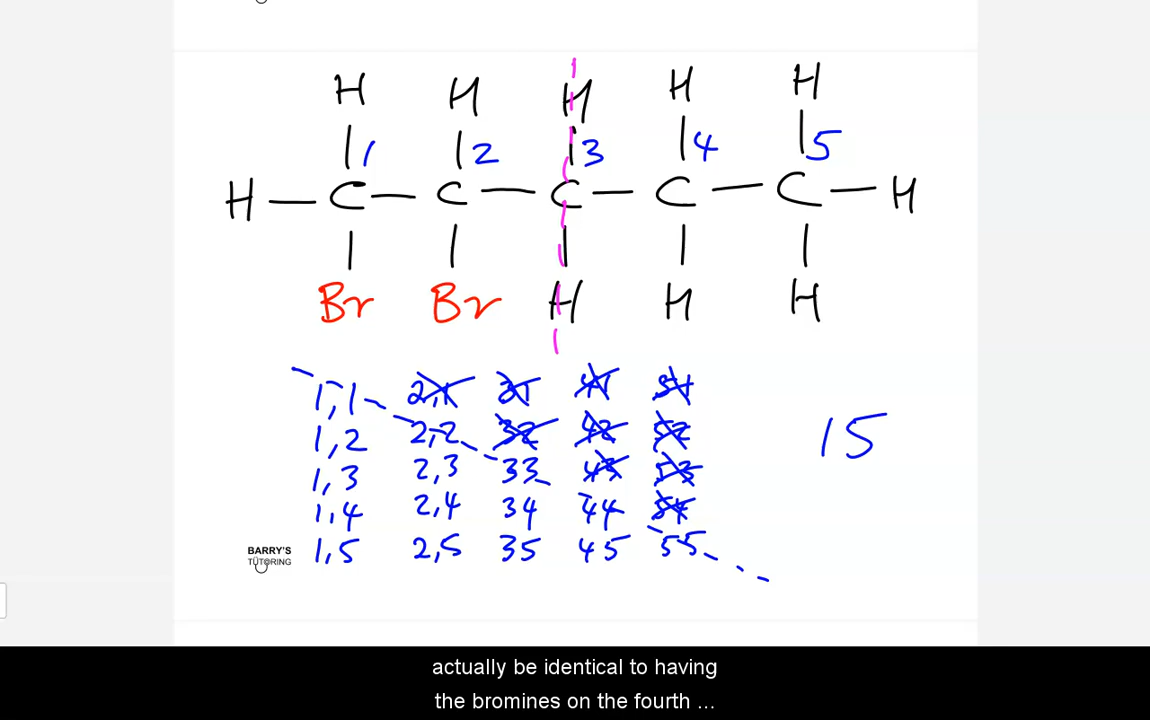 H H H H H
1 2 3 4 5
H C C C C C H
Br Br H H H
1,1 2,1 31 41 51
1,2 2,2 32 42 52
1,3 2,3 33 43 53
1,4 2,4 34 44 54
1,5 2,5 35 45 55
15
BARRY'S
TUTORING
actually be identical to having
the bromines on the fourth ...